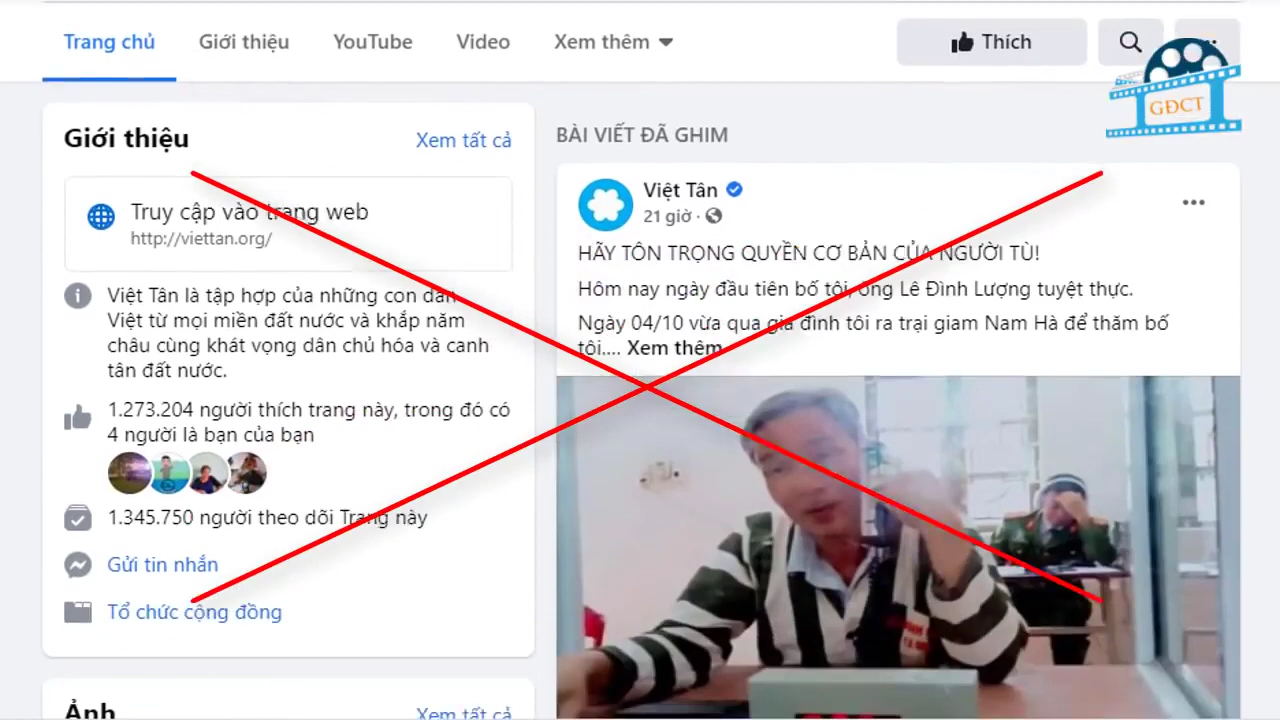 Trang chủ
Giới thiệu
YouTube
Video
Xem thêm
Thích
GĐCT
Giới thiệu
Xem tất cả
Truy cập vào trang web
http://viettan.org/
Việt Tân là tập hợp của những con dân
Việt từ mọi miền đất nước và khắp năm
châu cùng khát vọng dân chủ hóa và canh
tân đất nước.
1.273.204 người thích trang này, trong đó có
4 người là bạn của bạn
1.345.750 người theo dõi Trang này
Gửi tin nhắn
Tổ chức cộng đồng
Ảnh
Xem tất cả
BÀI VIẾT ĐÃ GHIM
Việt Tân
21 giờ ·
HÃY TÔN TRỌNG QUYỀN CƠ BẢN CỦA NGƯỜI TÙ!
Hôm nay ngày đầu tiên bố tôi, ông Lê Đình Lượng tuyệt thực.
Ngày 04/10 vừa qua gia đình tôi ra trại giam Nam Hà để thăm bố
tôi.... Xem thêm